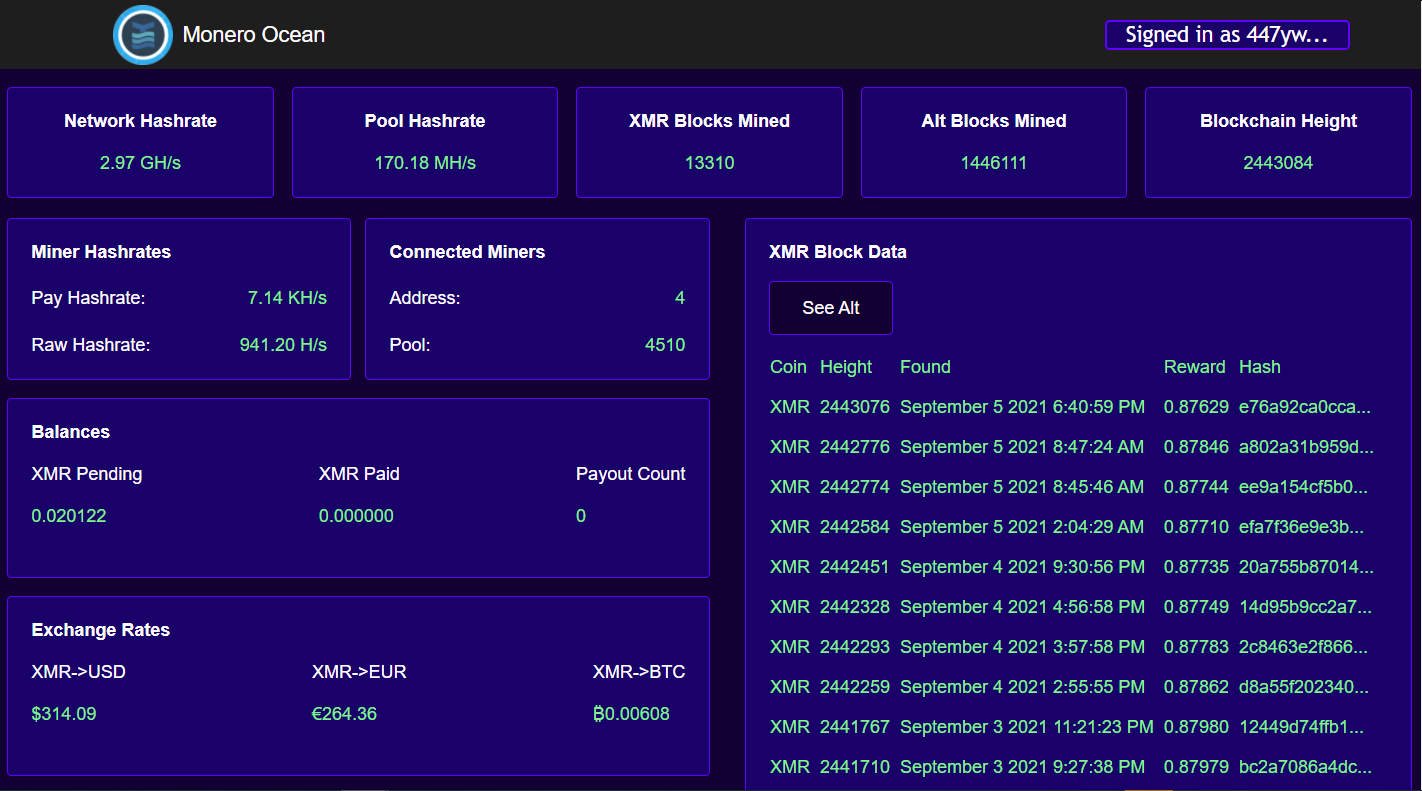 Monero Ocean
Signed in as 447yw...
Network Hashrate
2.97 GH/s
Pool Hashrate
170.18 MH/s
XMR Blocks Mined
13310
Alt Blocks Mined
1446111
Blockchain Height
2443084
Miner Hashrates
Pay Hashrate: 7.14 KH/s
Raw Hashrate: 941.20 H/s
Connected Miners
Address: 4
Pool: 4510
Balances
XMR Pending XMR Paid Payout Count
0.020122 0.000000 0
Exchange Rates
XMR->USD XMR->EUR XMR->BTC
$314.09 €264.36 ₿0.00608
XMR Block Data
See Alt
Coin Height Found Reward Hash
XMR 2443076 September 5 2021 6:40:59 PM 0.87629 e76a92ca0cca...
XMR 2442776 September 5 2021 8:47:24 AM 0.87846 a802a31b959d...
XMR 2442774 September 5 2021 8:45:46 AM 0.87744 ee9a154cf5b0...
XMR 2442584 September 5 2021 2:04:29 AM 0.87710 efa7f36e9e3b...
XMR 2442451 September 4 2021 9:30:56 PM 0.87735 20a755b87014...
XMR 2442328 September 4 2021 4:56:58 PM 0.87749 14d95b9cc2a7...
XMR 2442293 September 4 2021 3:57:58 PM 0.87783 2c8463e2f866...
XMR 2442259 September 4 2021 2:55:55 PM 0.87862 d8a55f202340...
XMR 2441767 September 3 2021 11:21:23 PM 0.87980 12449d74ffb1...
XMR 2441710 September 3 2021 9:27:38 PM 0.87979 bc2a7086a4dc...